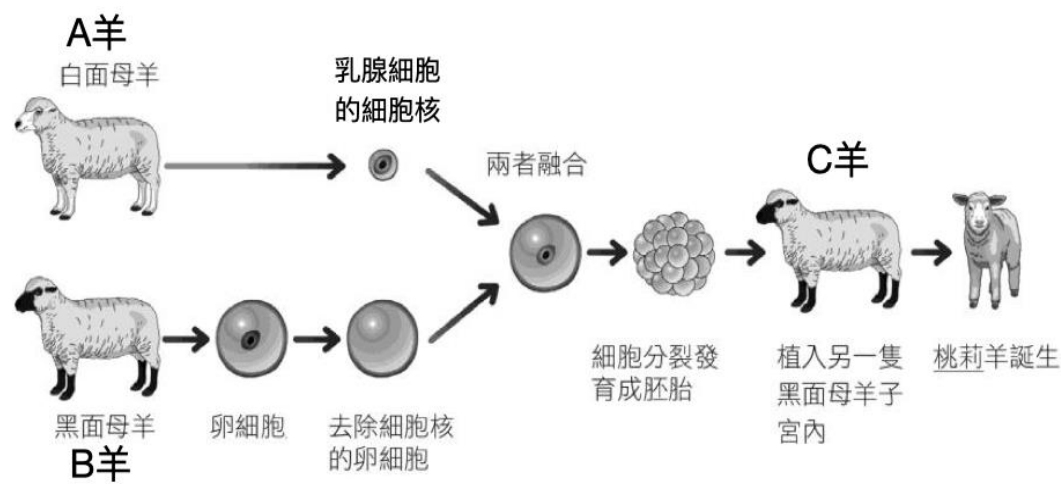 A羊
白面母羊
乳腺細胞
的細胞核
兩者融合
C羊
細胞分裂發
育成胚胎
植入另一隻
黑面母羊子
宮內
桃莉羊誕生
黑面母羊
B羊
卵細胞
去除細胞核
的卵細胞